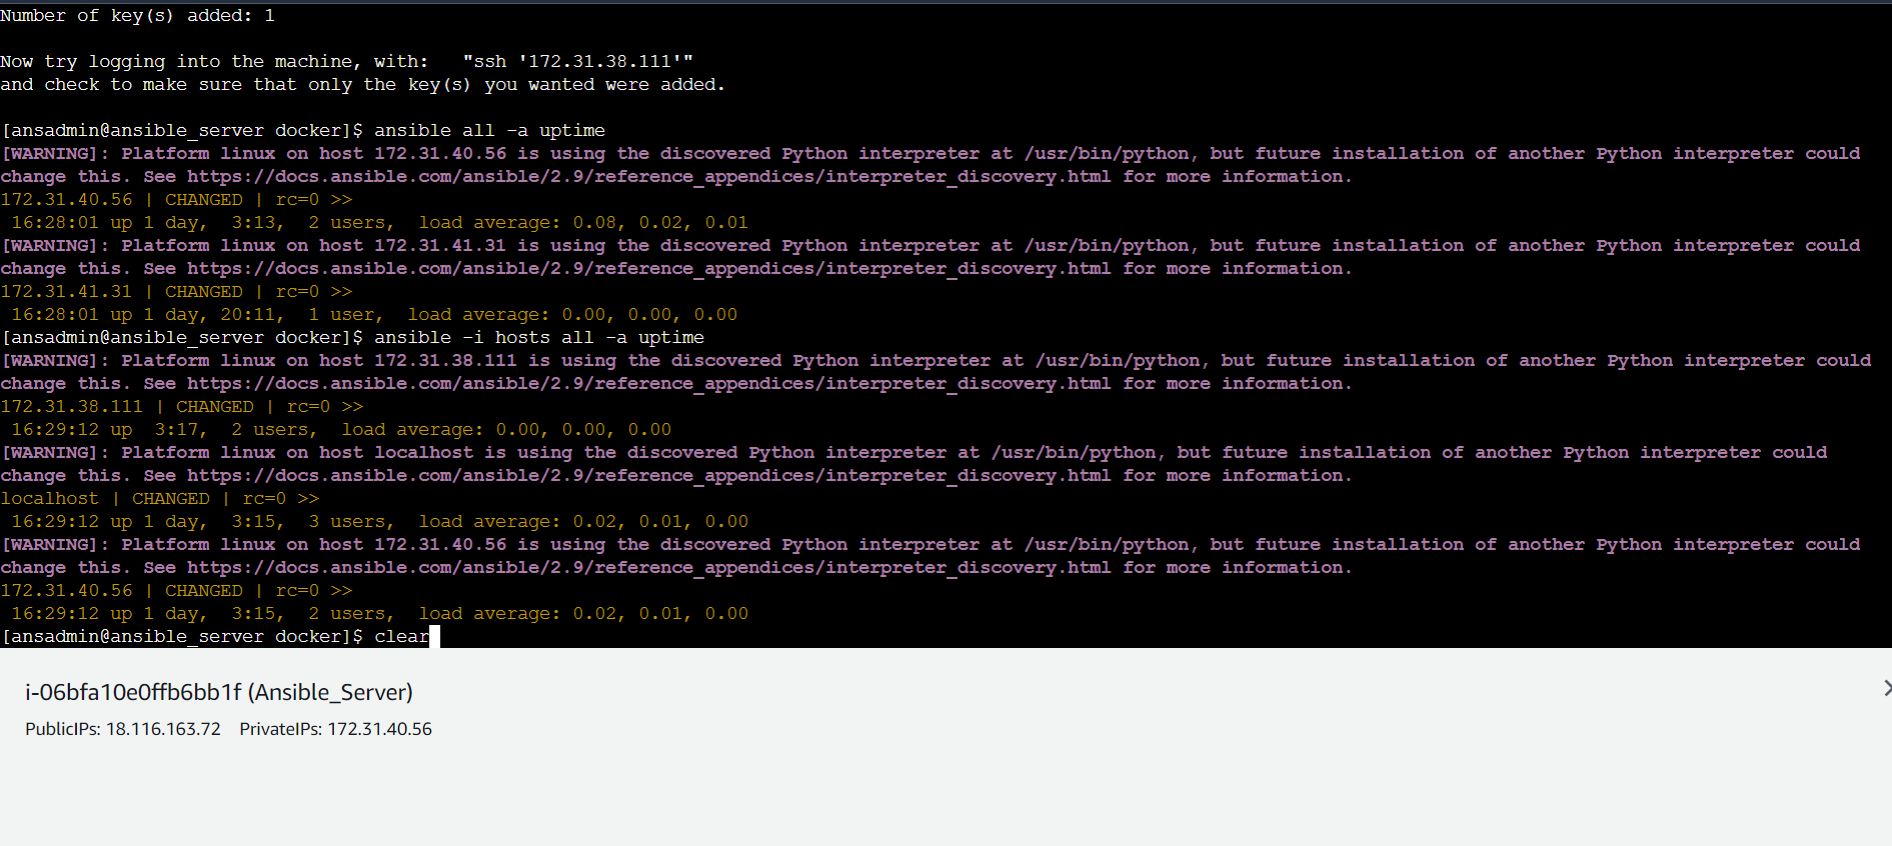 Number of key(s) added: 1
Now try logging into the machine, with:   "ssh '172.31.38.111'"
and check to make sure that only the key(s) you wanted were added.
[ansadmin@ansible_server docker]$ ansible all -a uptime
[WARNING]: Platform linux on host 172.31.40.56 is using the discovered Python interpreter at /usr/bin/python, but future installation of another Python interpreter could
change this. See https://docs.ansible.com/ansible/2.9/reference_appendices/interpreter_discovery.html for more information.
172.31.40.56 | CHANGED | rc=0 >>
 16:28:01 up 1 day,  3:13,  2 users,  load average: 0.08, 0.02, 0.01
[WARNING]: Platform linux on host 172.31.41.31 is using the discovered Python interpreter at /usr/bin/python, but future installation of another Python interpreter could
change this. See https://docs.ansible.com/ansible/2.9/reference_appendices/interpreter_discovery.html for more information.
172.31.41.31 | CHANGED | rc=0 >>
 16:28:01 up 1 day, 20:11,  1 user,  load average: 0.00, 0.00, 0.00
[ansadmin@ansible_server docker]$ ansible -i hosts all -a uptime
[WARNING]: Platform linux on host 172.31.38.111 is using the discovered Python interpreter at /usr/bin/python, but future installation of another Python interpreter could
change this. See https://docs.ansible.com/ansible/2.9/reference_appendices/interpreter_discovery.html for more information.
172.31.38.111 | CHANGED | rc=0 >>
 16:29:12 up  3:17,  2 users,  load average: 0.00, 0.00, 0.00
[WARNING]: Platform linux on host localhost is using the discovered Python interpreter at /usr/bin/python, but future installation of another Python interpreter could
change this. See https://docs.ansible.com/ansible/2.9/reference_appendices/interpreter_discovery.html for more information.
localhost | CHANGED | rc=0 >>
 16:29:12 up 1 day,  3:15,  3 users,  load average: 0.02, 0.01, 0.00
[WARNING]: Platform linux on host 172.31.40.56 is using the discovered Python interpreter at /usr/bin/python, but future installation of another Python interpreter could
change this. See https://docs.ansible.com/ansible/2.9/reference_appendices/interpreter_discovery.html for more information.
172.31.40.56 | CHANGED | rc=0 >>
 16:29:12 up 1 day,  3:15,  2 users,  load average: 0.02, 0.01, 0.00
[ansadmin@ansible_server docker]$ clear
i-06bfa10e0ffb6bb1f (Ansible_Server)
PublicIPs: 18.116.163.72    PrivateIPs: 172.31.40.56